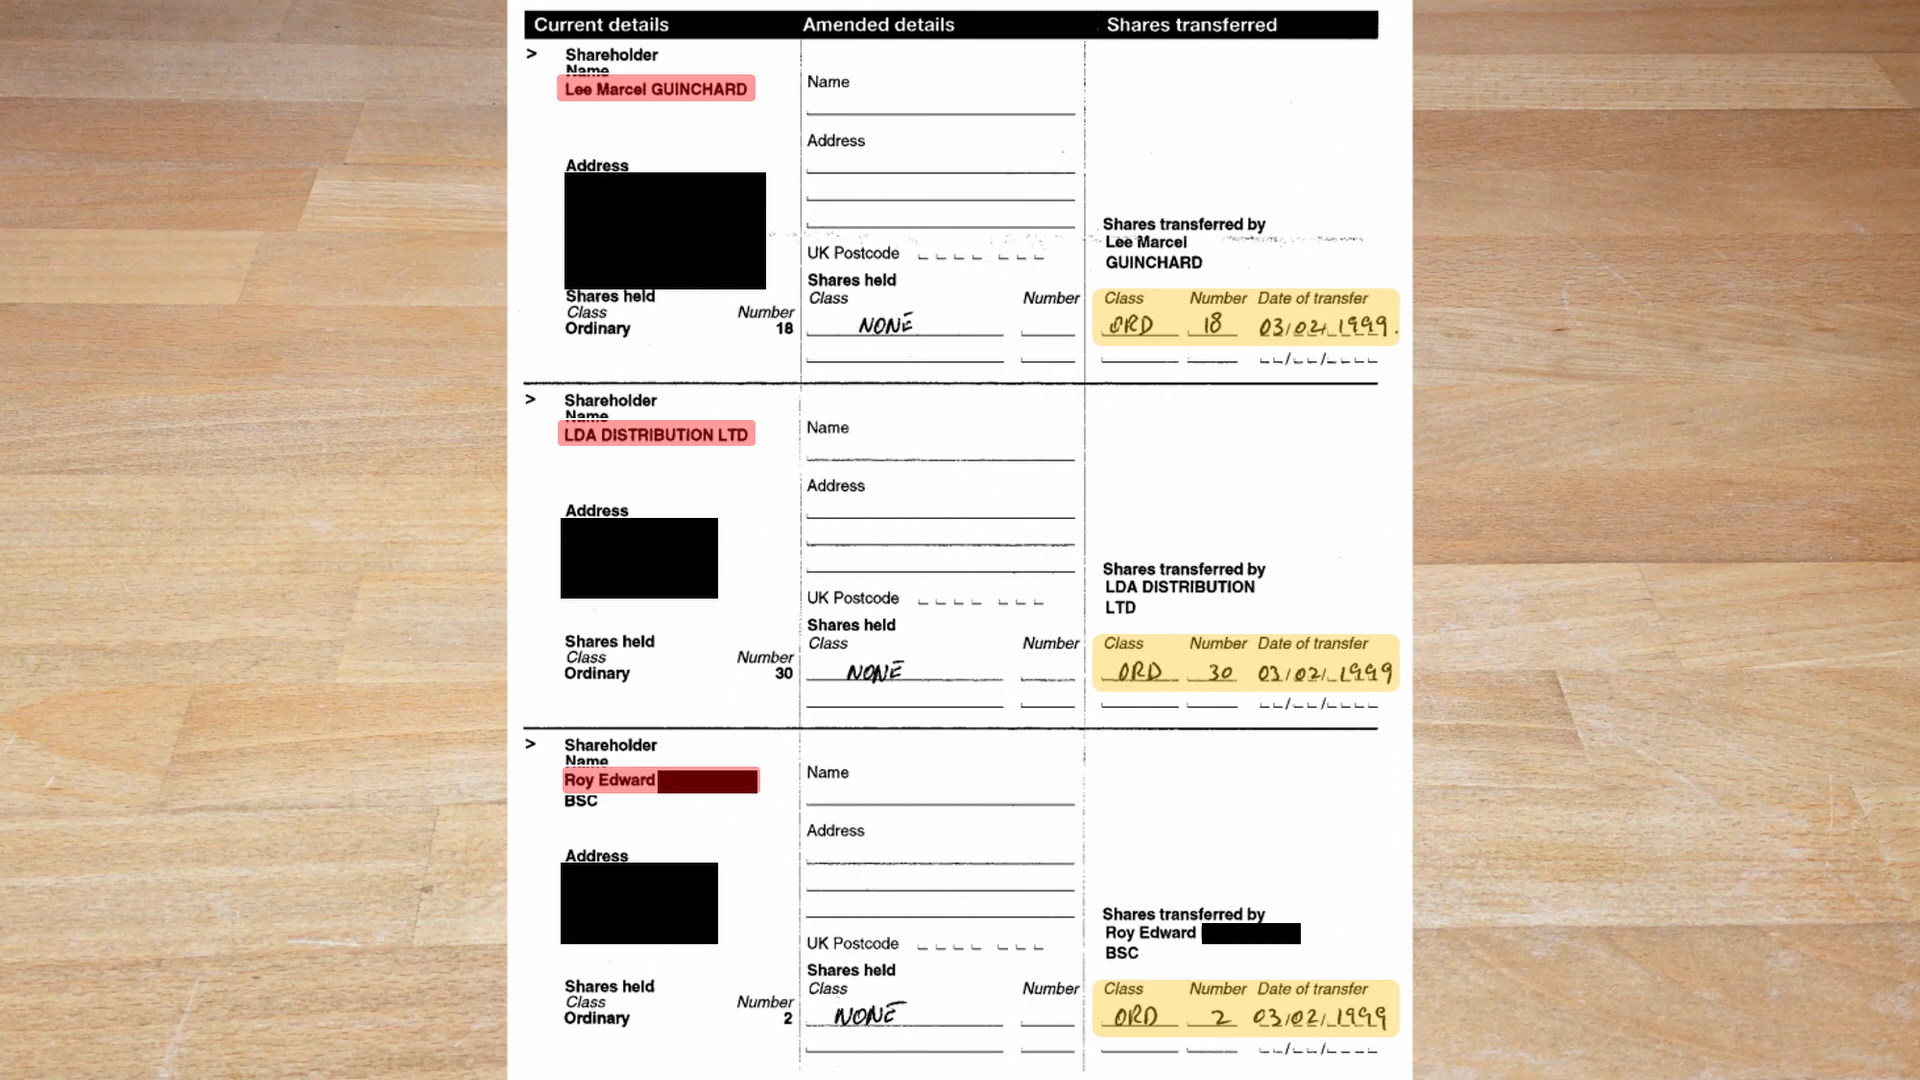 Current details Amended details Shares transferred
> Shareholder
Name
Lee Marcel GUINCHARD
Name
Address
Address
Shares transferred by
Lee Marcel
GUINCHARD
UK Postcode
Shares held
Class Number
Ordinary 18
Shares held
Class Number
NONE
Class Number Date of transfer
ORD 18 03/02/1999.
> Shareholder
Name
LDA DISTRIBUTION LTD
Name
Address
Address
Shares transferred by
LDA DISTRIBUTION
LTD
UK Postcode
Shares held
Class Number
Ordinary 30
Shares held
Class Number
NONE
Class Number Date of transfer
ORD 30 03/02/1999
> Shareholder
Name
Roy Edward
BSC
Name
Address
Address
Shares transferred by
Roy Edward
BSC
UK Postcode
Shares held
Class Number
Ordinary 2
Shares held
Class Number
NONE
Class Number Date of transfer
ORD 2 03/02/1999